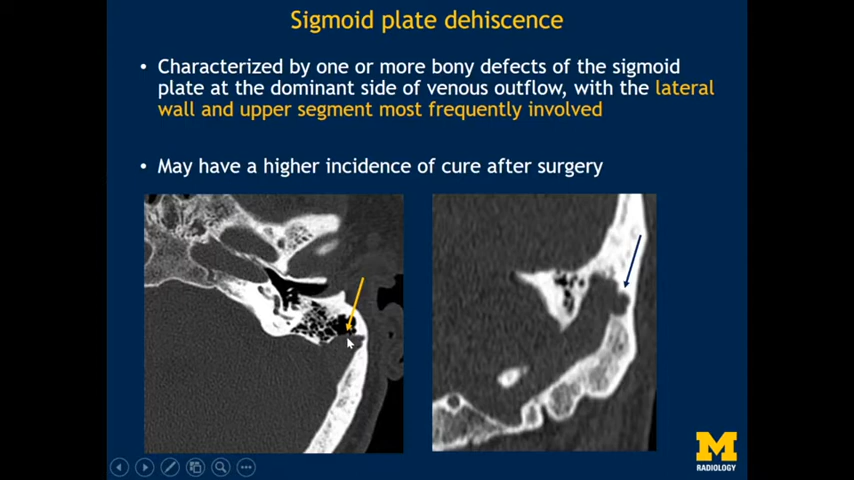 Sigmoid plate dehiscence
• Characterized by one or more bony defects of the sigmoid
plate at the dominant side of venous outflow, with the lateral
wall and upper segment most frequently involved
• May have a higher incidence of cure after surgery
M
RADIOLOGY